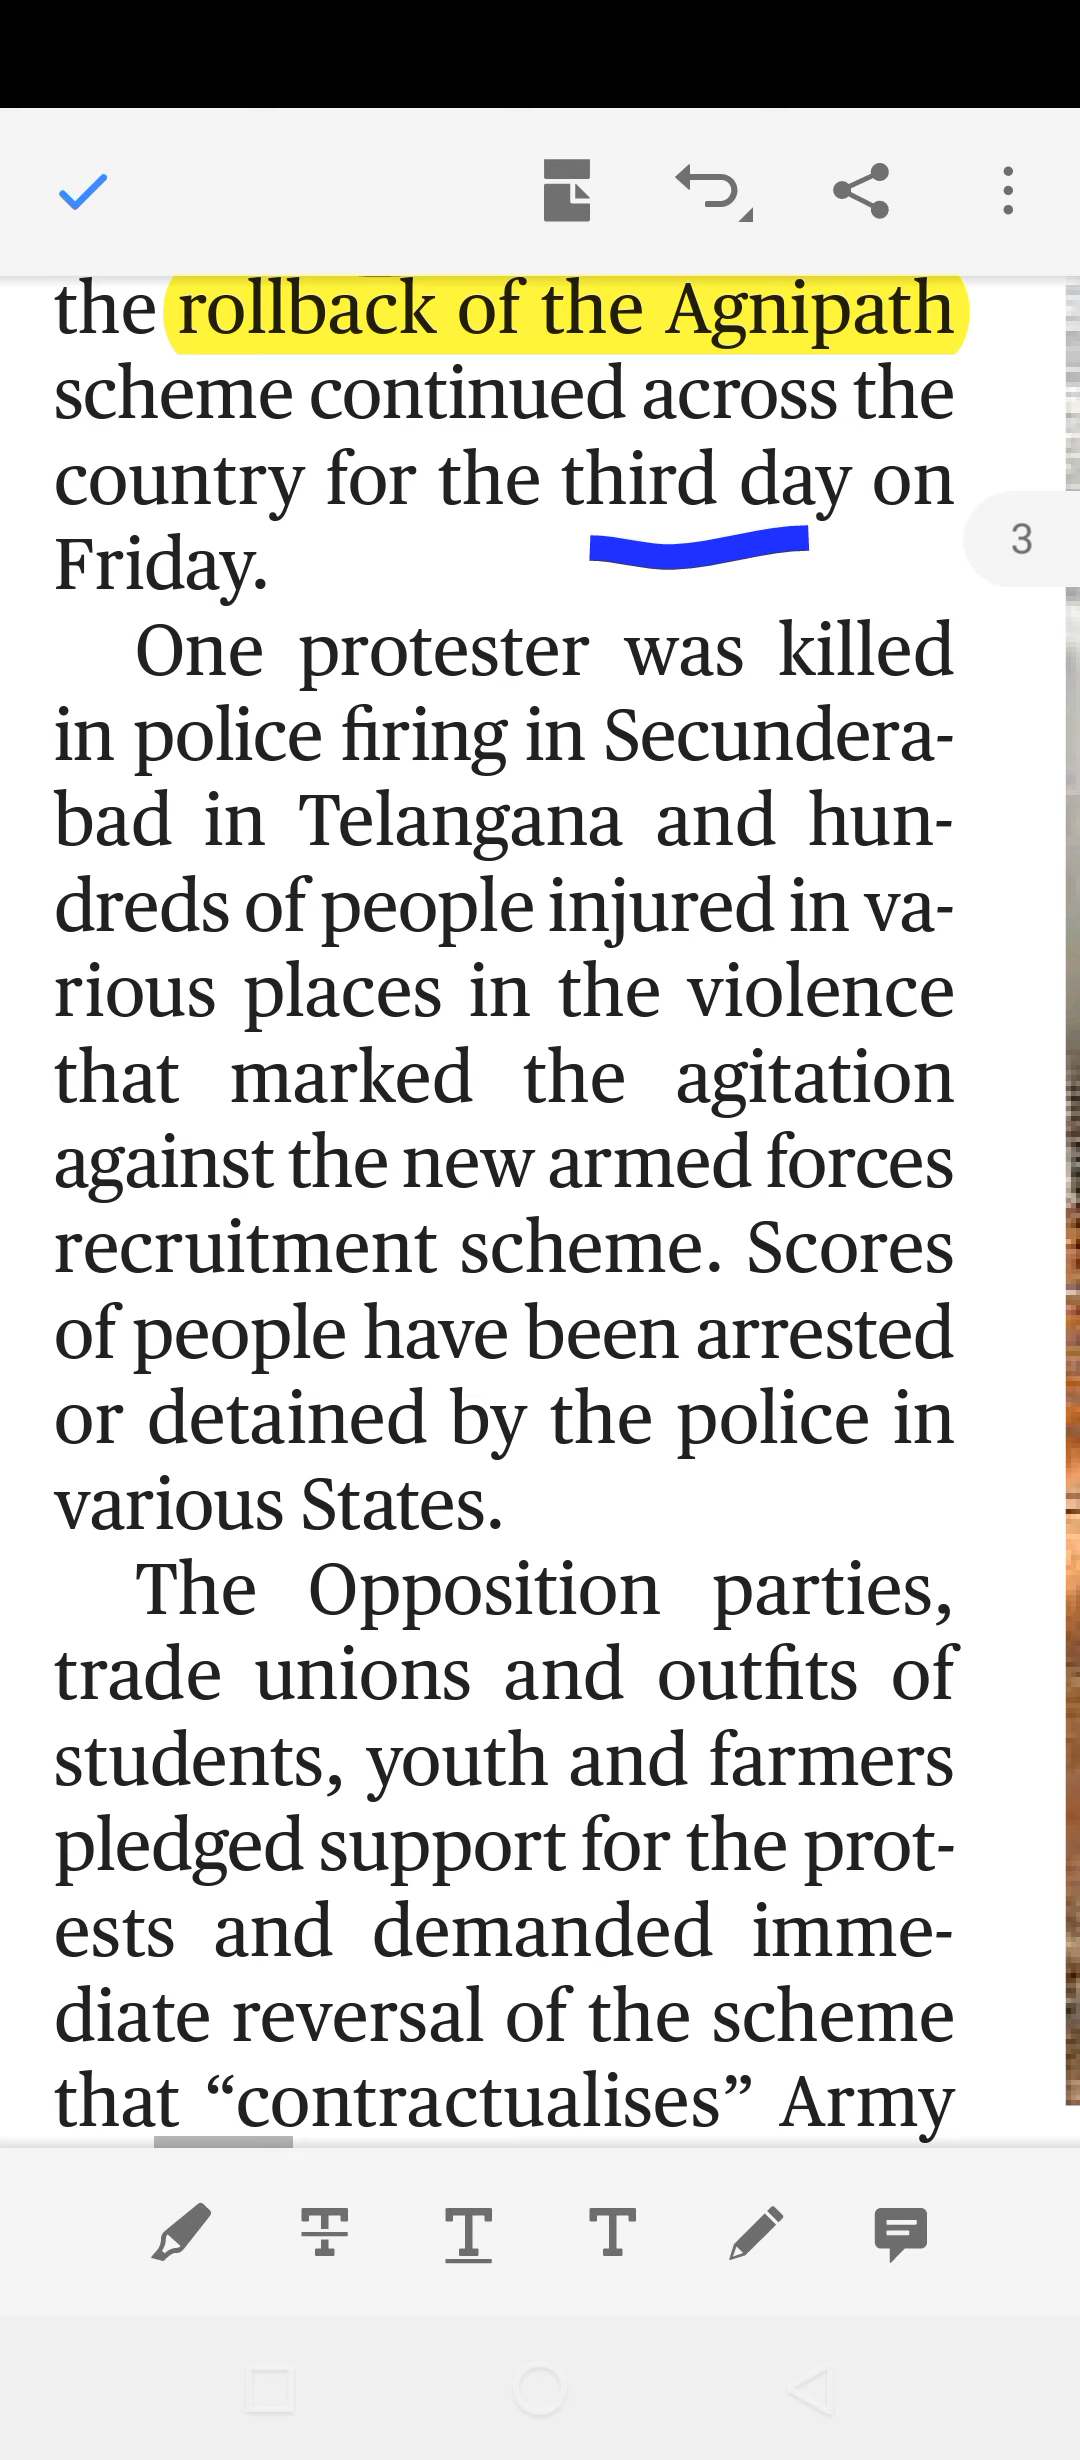 the rollback of the Agnipath
scheme continued across the
country for the third day on
3
Friday.
One protester was killed
in police firing in Secundera-
bad in Telangana and hun-
dreds of people injured in va-
rious places in the violence
that marked the agitation
against the new armed forces
recruitment scheme. Scores
of people have been arrested
or detained by the police in
various States.
The Opposition parties,
trade unions and outfits of
students, youth and farmers
pledged support for the prot-
ests and demanded imme-
diate reversal of the scheme
that “contractualises” Army
T T T